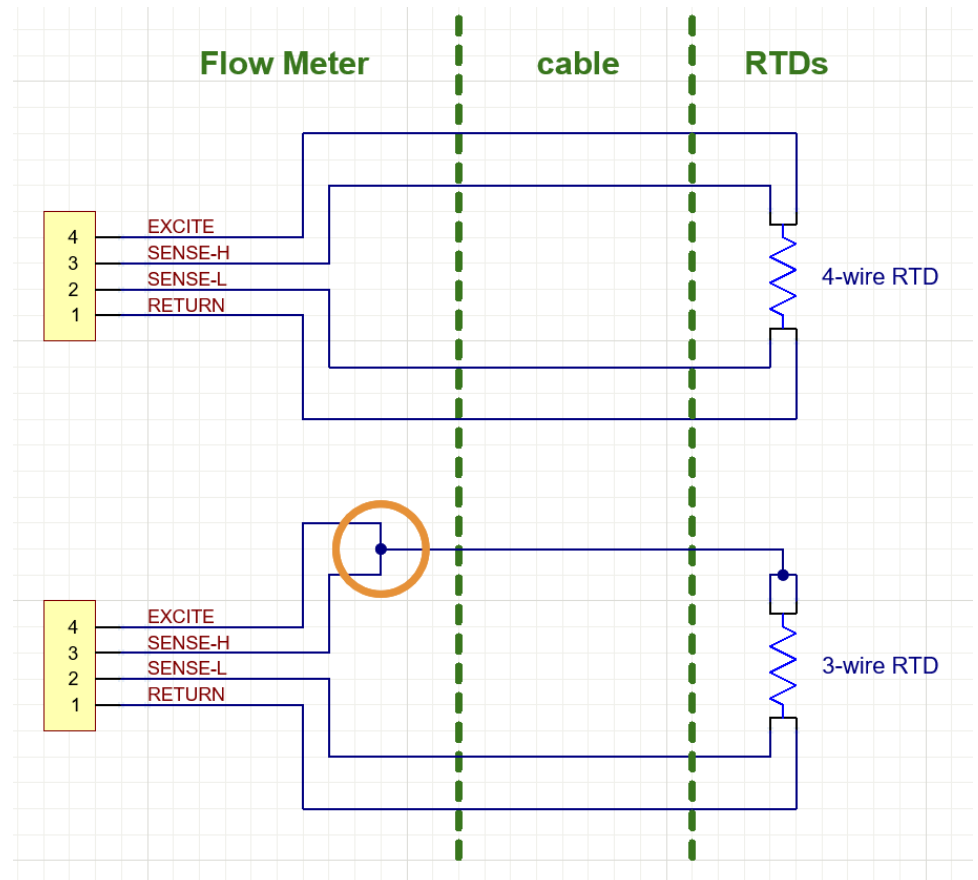 Flow Meter
cable
RTDs
4 EXCITE
3 SENSE-H
2 SENSE-L
1 RETURN
4-wire RTD
4 EXCITE
3 SENSE-H
2 SENSE-L
1 RETURN
3-wire RTD